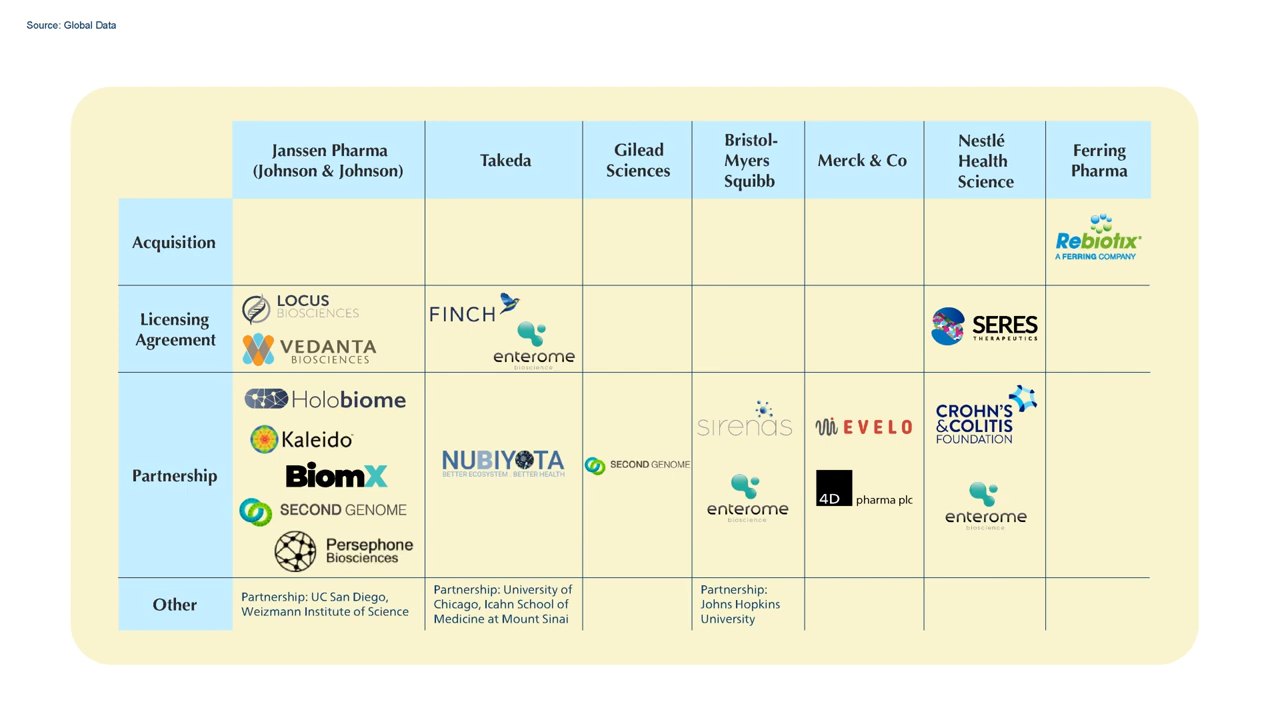 Source: Global Data
Janssen Pharma
(Johnson & Johnson)
Takeda
Gilead
Sciences
Bristol-
Myers
Squibb
Merck & Co
Nestlé
Health
Science
Ferring
Pharma
Acquisition
Rebiotix
A FERRING COMPANY
Licensing
Agreement
LOCUS
BIOSCIENCES
VEDANTA
BIOSCIENCES
FINCH
enterome
bioscience
SERES
THERAPEUTICS
Partnership
Holobiome
Kaleido
BiomX
SECOND GENOME
Persephone
Biosciences
NUBIYOTA
BETTER ECOSYSTEM . BETTER HEALTH
SECOND GENOME
sirenas
enterome
bioscience
EVELO
4D pharma plc
CROHN'S
&COLITIS
FOUNDATION
enterome
bioscience
Other
Partnership: UC San Diego,
Weizmann Institute of Science
Partnership: University of
Chicago, Icahn School of
Medicine at Mount Sinai
Partnership:
Johns Hopkins
University